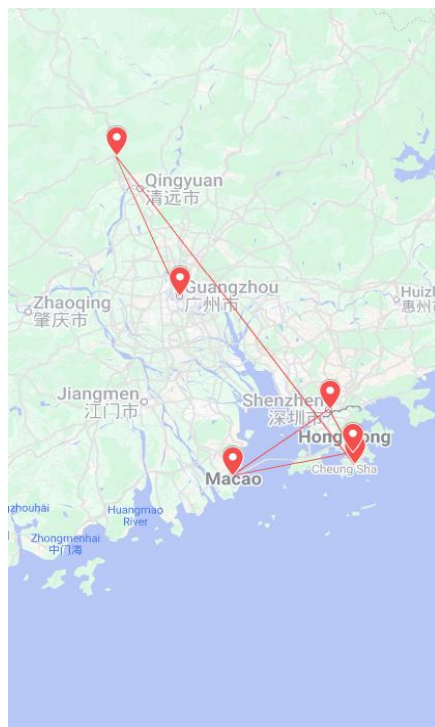 Qingyuan
清远市
Guangzhou
广州市
Huizh
惠州市
Zhaoqing
肇庆市
Jiangmen
江门市
Shenzhen
深圳市
Hong Kong
Cheung Sha
Macao
gzhouhai
Huangmao
River
Zhongmenhai
中门海